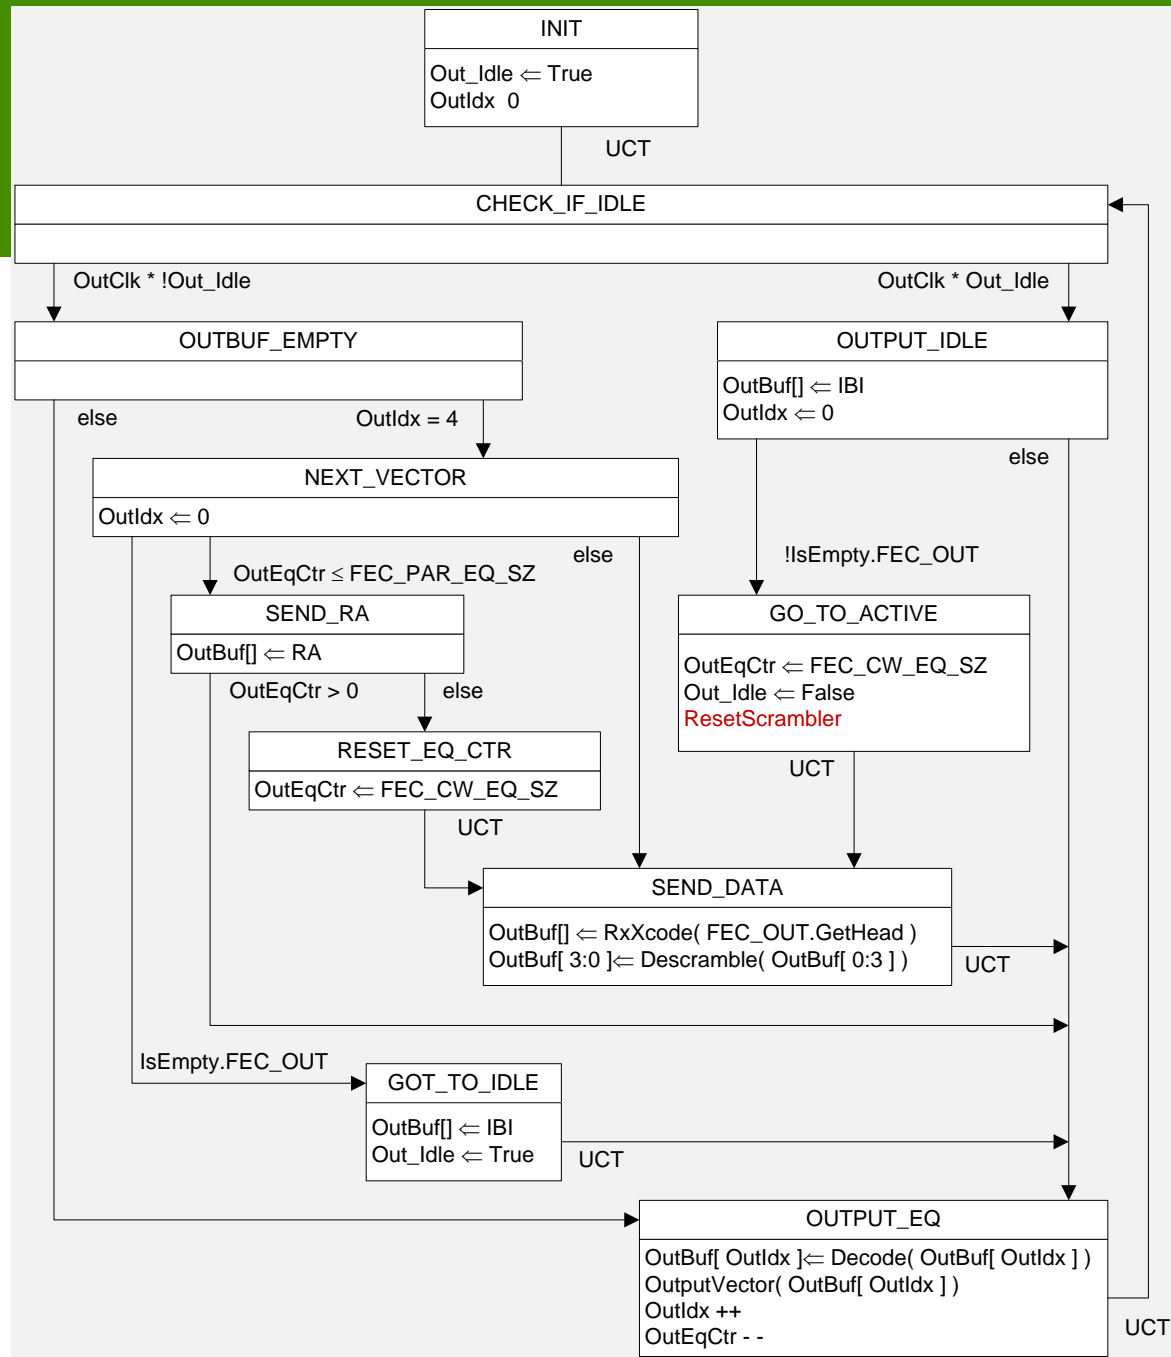 INIT
Out_Idle ⇐ True
OutIdx 0
UCT
CHECK_IF_IDLE
OutClk * !Out_Idle
OutClk * Out_Idle
OUTBUF_EMPTY
OUTPUT_IDLE
OutBuf[] ⇐ IBI
OutIdx ⇐ 0
else
OutIdx = 4
else
NEXT_VECTOR
OutIdx ⇐ 0
else
!IsEmpty.FEC_OUT
OutEqCtr ≤ FEC_PAR_EQ_SZ
SEND_RA
OutBuf[] ⇐ RA
GO_TO_ACTIVE
OutEqCtr ⇐ FEC_CW_EQ_SZ
Out_Idle ⇐ False
ResetScrambler
OutEqCtr > 0
else
RESET_EQ_CTR
OutEqCtr ⇐ FEC_CW_EQ_SZ
UCT
UCT
SEND_DATA
OutBuf[] ⇐ RxXcode( FEC_OUT.GetHead )
OutBuf[ 3:0 ]⇐ Descramble( OutBuf[ 0:3 ] )
UCT
IsEmpty.FEC_OUT
GOT_TO_IDLE
OutBuf[] ⇐ IBI
Out_Idle ⇐ True
UCT
OUTPUT_EQ
OutBuf[ OutIdx ]⇐ Decode( OutBuf[ OutIdx ] )
OutputVector( OutBuf[ OutIdx ] )
OutIdx ++
OutEqCtr - -
UCT